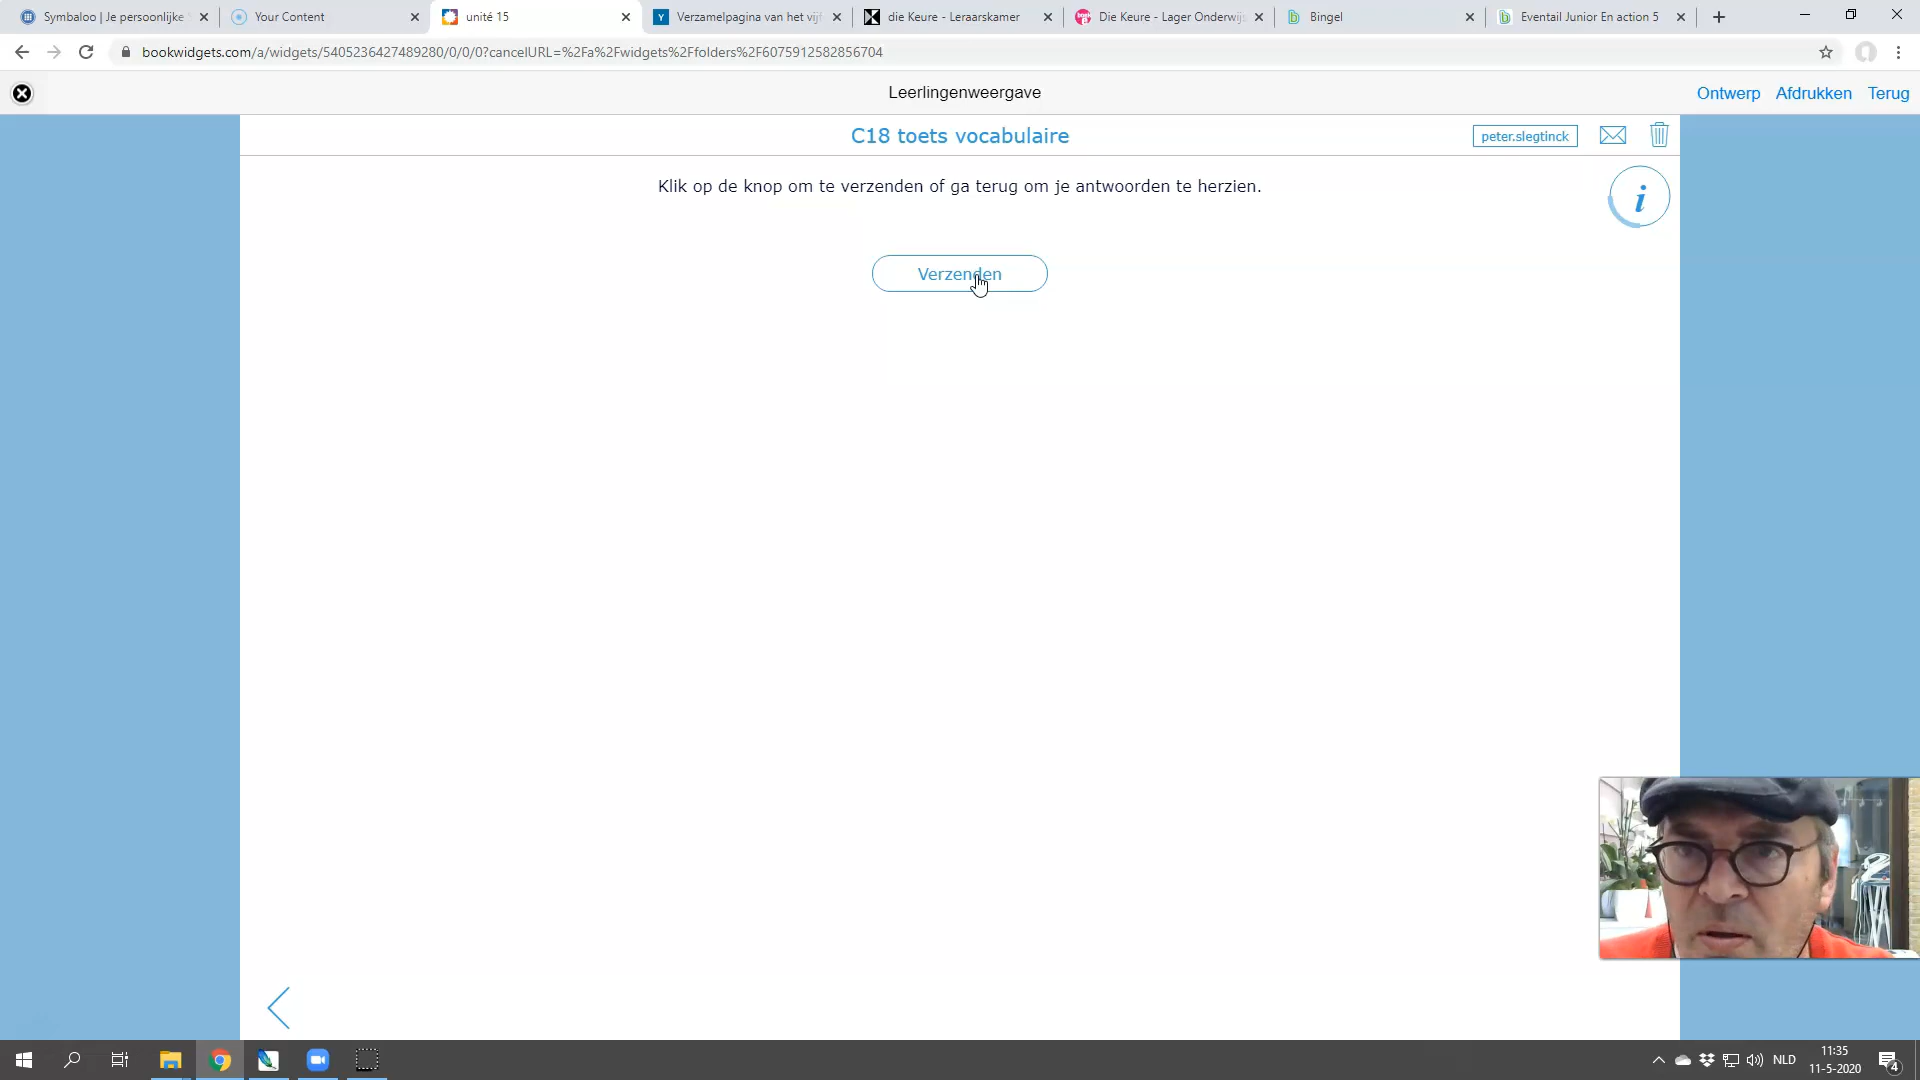 Symbaloo | Je persoonlijke
Your Content
unité 15
Verzamelpagina van het vijf
die Keure - Leraarskamer
Die Keure - Lager Onderwijs
Bingel
Eventail Junior En action 5
bookwidgets.com/a/widgets/5405236427489280/0/0/0?cancelURL=%2Fa%2Fwidgets%2Ffolders%2F6075912582856704
Leerlingenweergave
Ontwerp Afdrukken Terug
C18 toets vocabulaire
peter.slegtinck
Klik op de knop om te verzenden of ga terug om je antwoorden te herzien.
i
Verzenden
NLD
11:35
11-5-2020
4